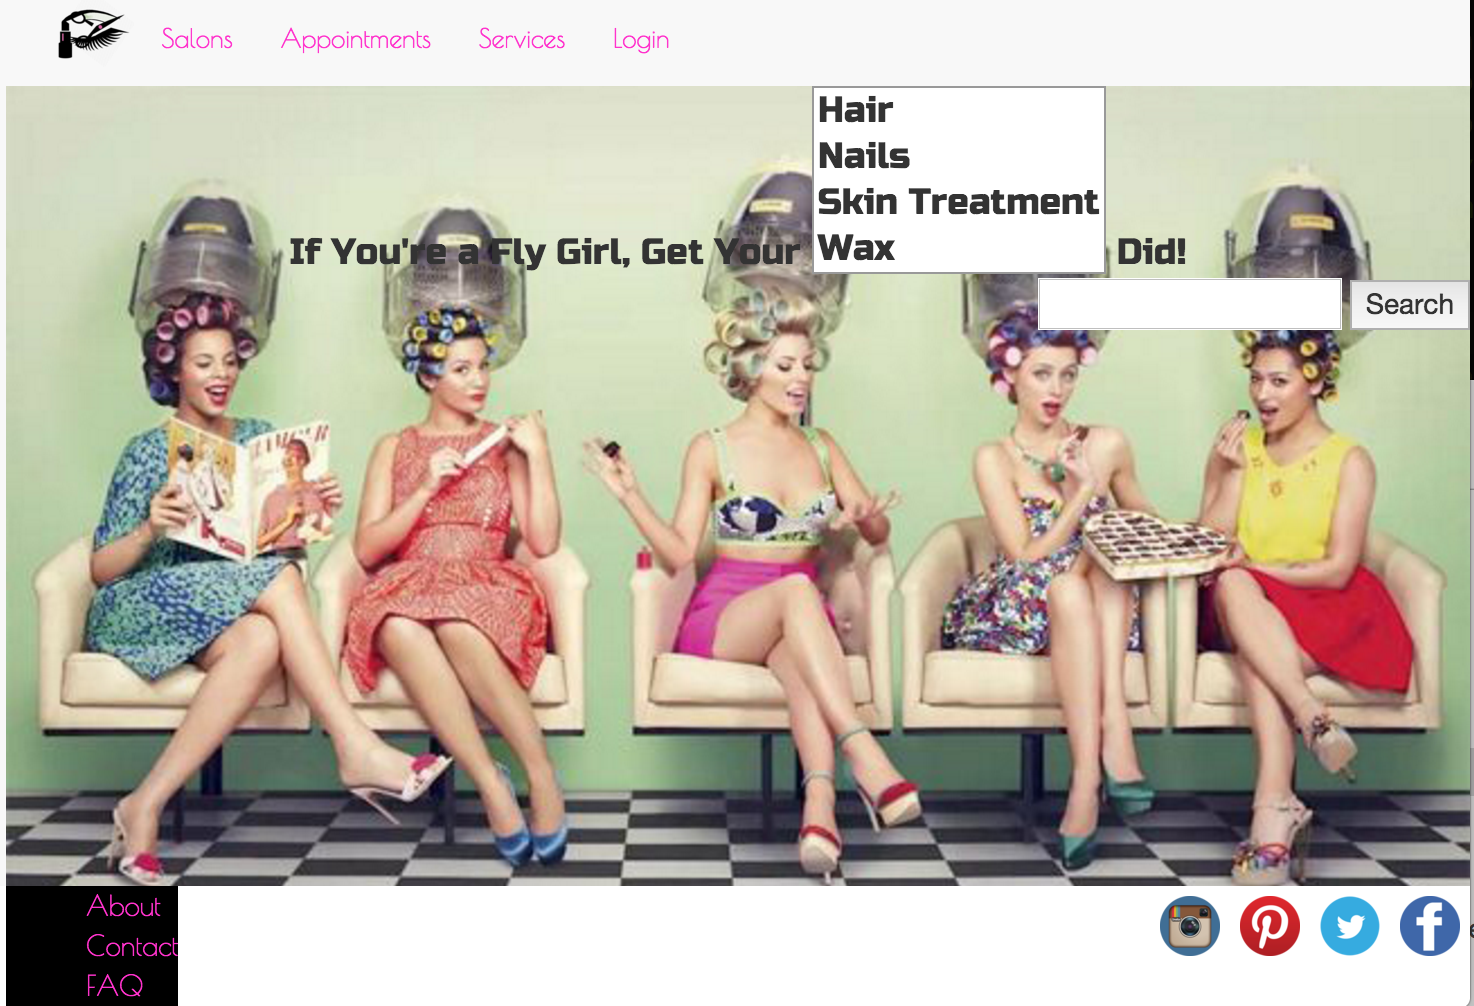 Salons Appointments Services Login
Hair
Nails
Skin Treatment
Wax
If You're a Fly Girl, Get Your Did!
Search
About
Contact
FAQ